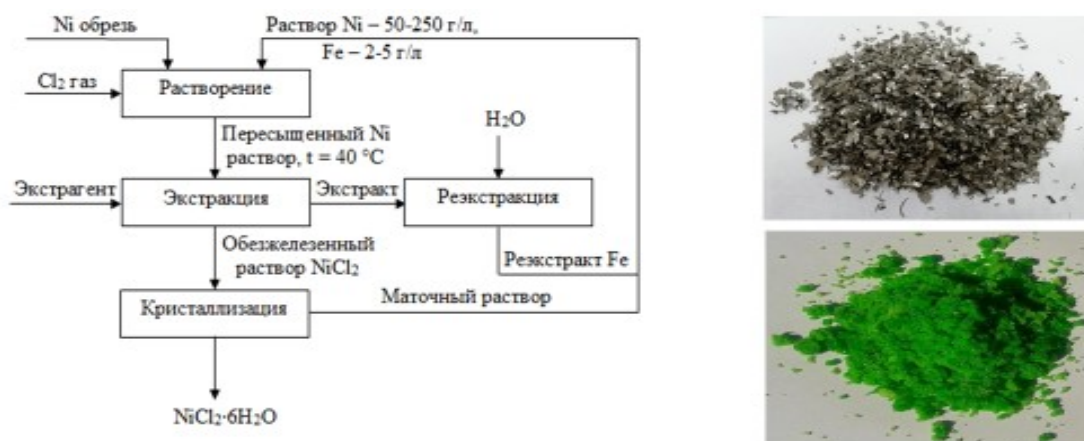 Ni обрезь
Раствор Ni – 50-250 г/л,
Fe – 2-5 г/л
Cl2 газ
Растворение
Пересыщенный Ni
раствор, t = 40 °C
H2O
Экстрагент
Экстракция
Экстракт
Реэкстракция
Обезжелезенный
раствор NiCl2
Реэкстракт Fe
Кристаллизация
Маточный раствор
NiCl2·6H2O